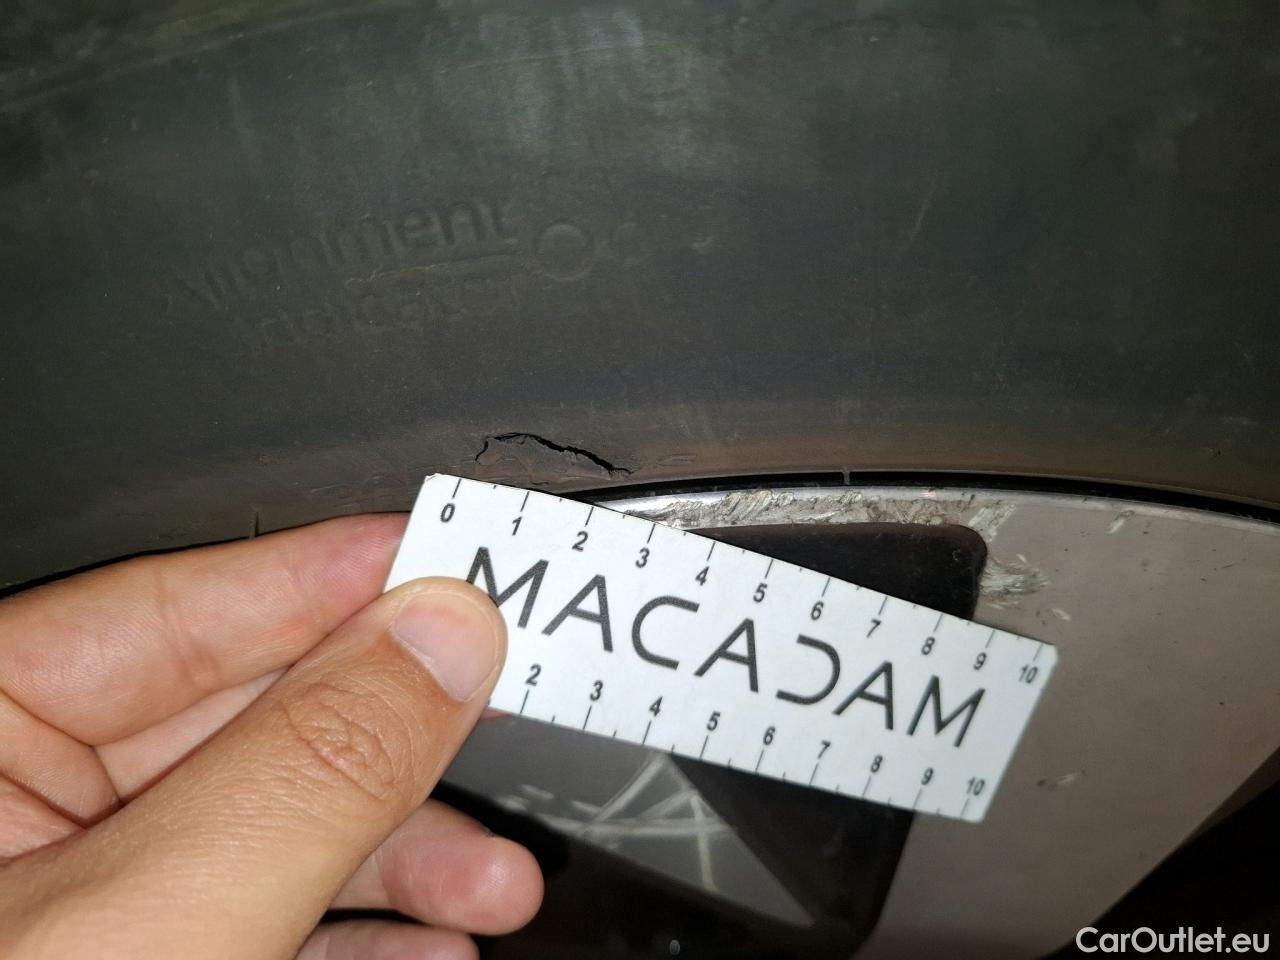 Alignment
Indicator
0 1 2 3 4 5 6 7 8 9 10
MACADAM
2 3 4 5 6 7 8 9 10
CarOutlet.eu